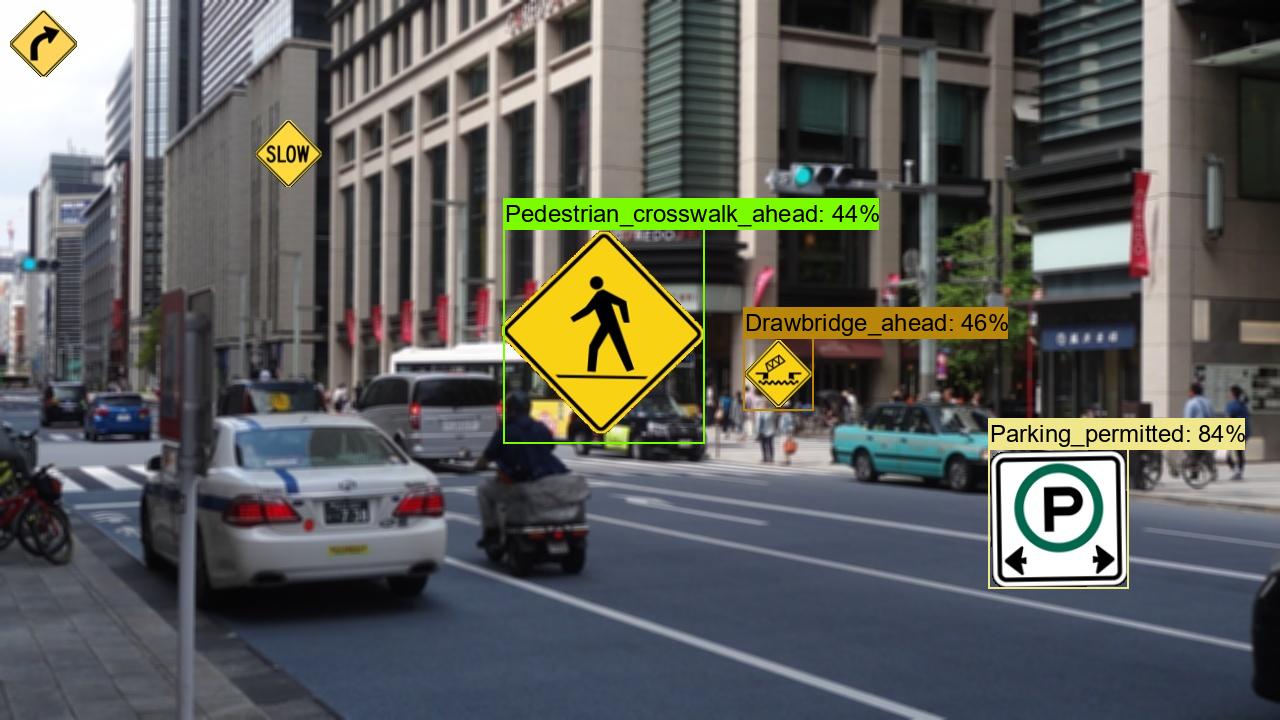 SLOW
Pedestrian_crosswalk_ahead: 44%
Drawbridge_ahead: 46%
Parking_permitted: 84%
P